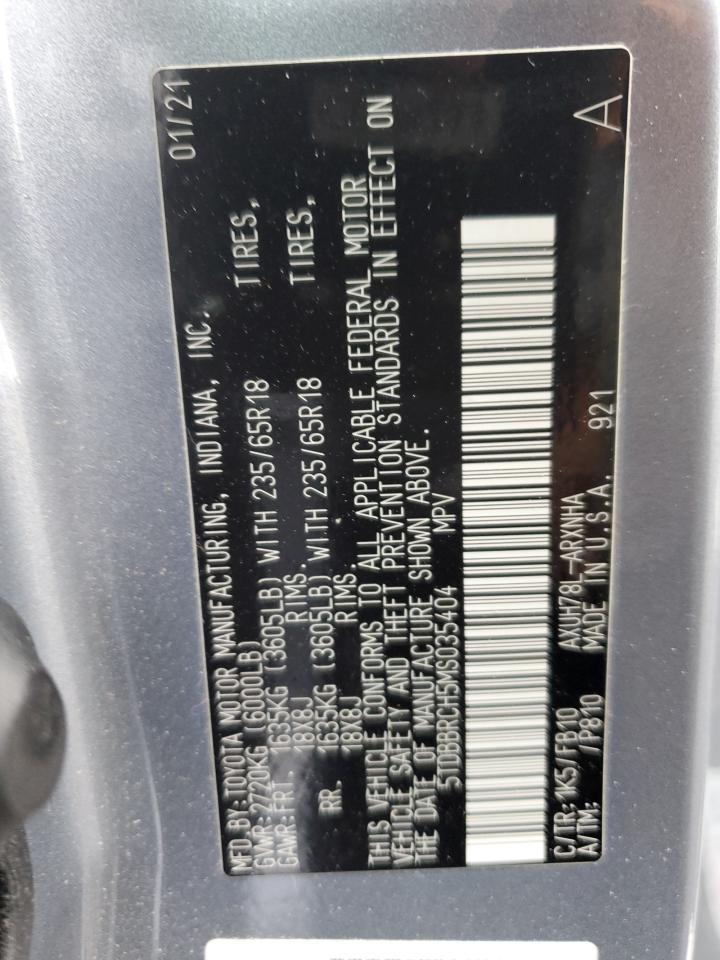 MFD BY:TOYOTA MOTOR MANUFACTURING, INDIANA, INC. 01/21
GVWR:2720KG (6000LB)
GAWR:FRT. 1635KG (3605LB) WITH 235/65R18 TIRES,
18X8J RIMS.
RR. 1635KG (3605LB) WITH 235/65R18 TIRES,
18X8J RIMS.
THIS VEHICLE CONFORMS TO ALL APPLICABLE FEDERAL MOTOR
VEHICLE SAFETY AND THEFT PREVENTION STANDARDS IN EFFECT ON
THE DATE OF MANUFACTURE SHOWN ABOVE.
5TDBBRCH5MS035404 MPV
C/TR:1K5/FB10 AXUH78L-ARXNHA
A/TM: /P810 MADE IN U.S.A. 921 A